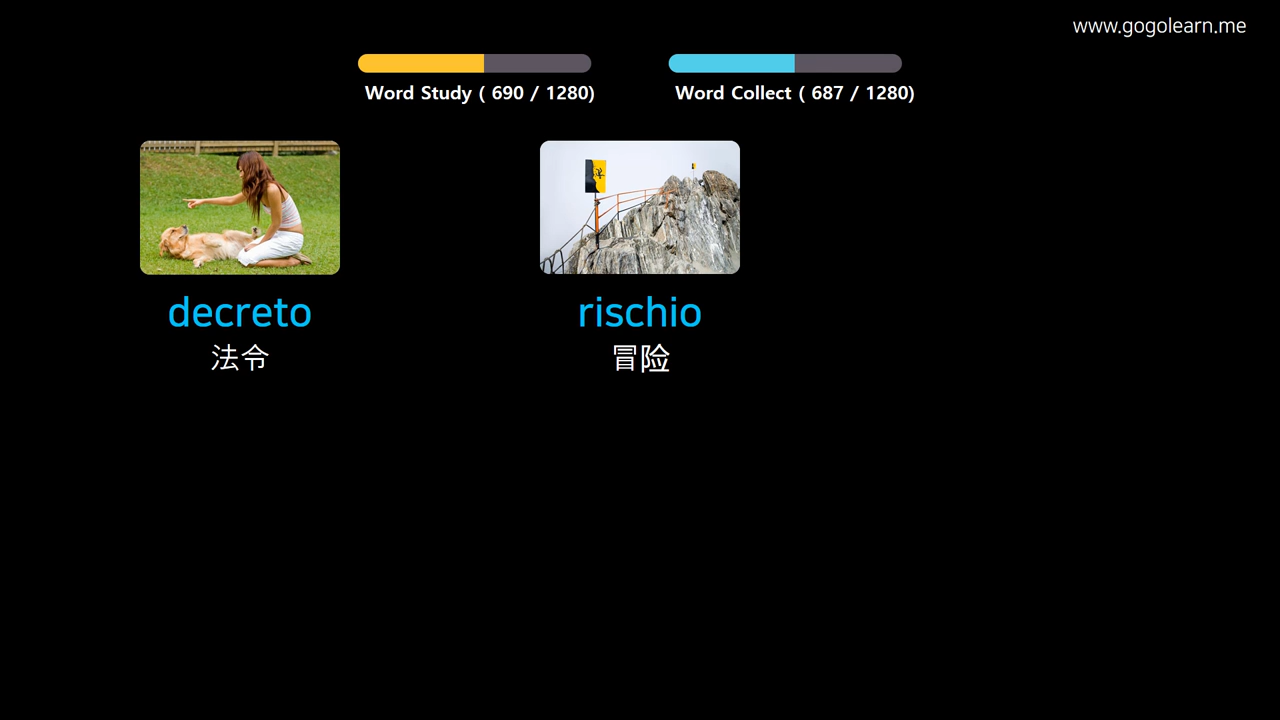 www.gogolearn.me
Word Study ( 690 / 1280)
Word Collect ( 687 / 1280)
decreto
法令
rischio
冒险